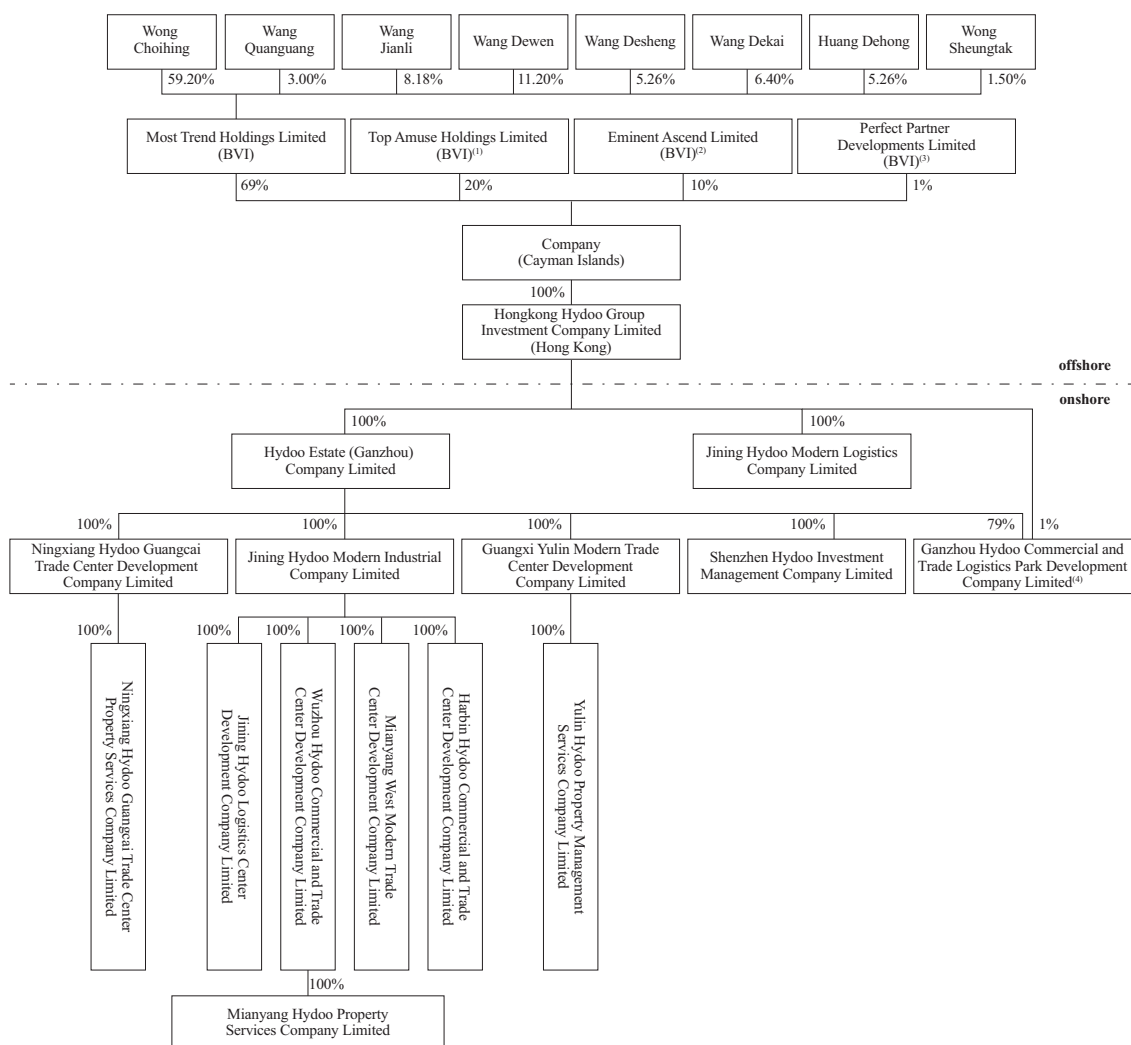 Wong
Choihing
Wang
Quanguang
Wang
Jianli
Wang Dewen
Wang Desheng
Wang Dekai
Huang Dehong
Wong
Sheungtak
59.20%
3.00%
8.18%
11.20%
5.26%
6.40%
5.26%
1.50%
Most Trend Holdings Limited
(BVI)
Top Amuse Holdings Limited
(BVI)(1)
Eminent Ascend Limited
(BVI)(2)
Perfect Partner
Developments Limited
(BVI)(3)
69%
20%
10%
1%
Company
(Cayman Islands)
100%
Hongkong Hydoo Group
Investment Company Limited
(Hong Kong)
offshore
onshore
100%
100%
Hydoo Estate (Ganzhou)
Company Limited
Jining Hydoo Modern Logistics
Company Limited
100%
100%
100%
100%
79%
1%
Ningxiang Hydoo Guangcai
Trade Center Development
Company Limited
Jining Hydoo Modern Industrial
Company Limited
Guangxi Yulin Modern Trade
Center Development
Company Limited
Shenzhen Hydoo Investment
Management Company Limited
Ganzhou Hydoo Commercial and
Trade Logistics Park Development
Company Limited(4)
100%
100%
100%
100%
100%
100%
Ningxiang Hydoo Guangcai Trade Center
Property Services Company Limited
Jining Hydoo Logistics Center
Development Company Limited
Wuzhou Hydoo Commercial and Trade
Center Development Company Limited
Mianyang West Modern Trade
Center Development Company Limited
Harbin Hydoo Commercial and Trade
Center Development Company Limited
Yulin Hydoo Property Management
Services Company Limited
100%
Mianyang Hydoo Property
Services Company Limited